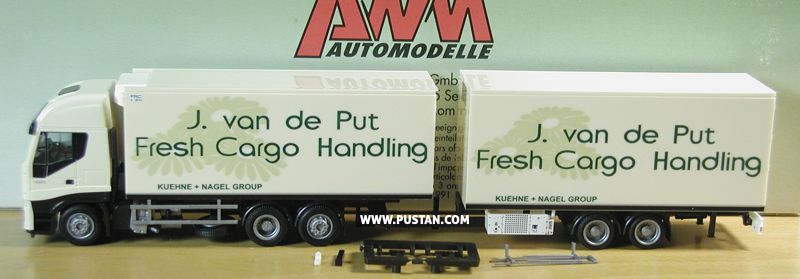 AWM
AUTOMODELLE
FRC
J. van de Put
Fresh Cargo Handling
KUEHNE + NAGEL GROUP
J. van de Put
Fresh Cargo Handling
KUEHNE + NAGEL GROUP
WWW.PUSTAN.COM